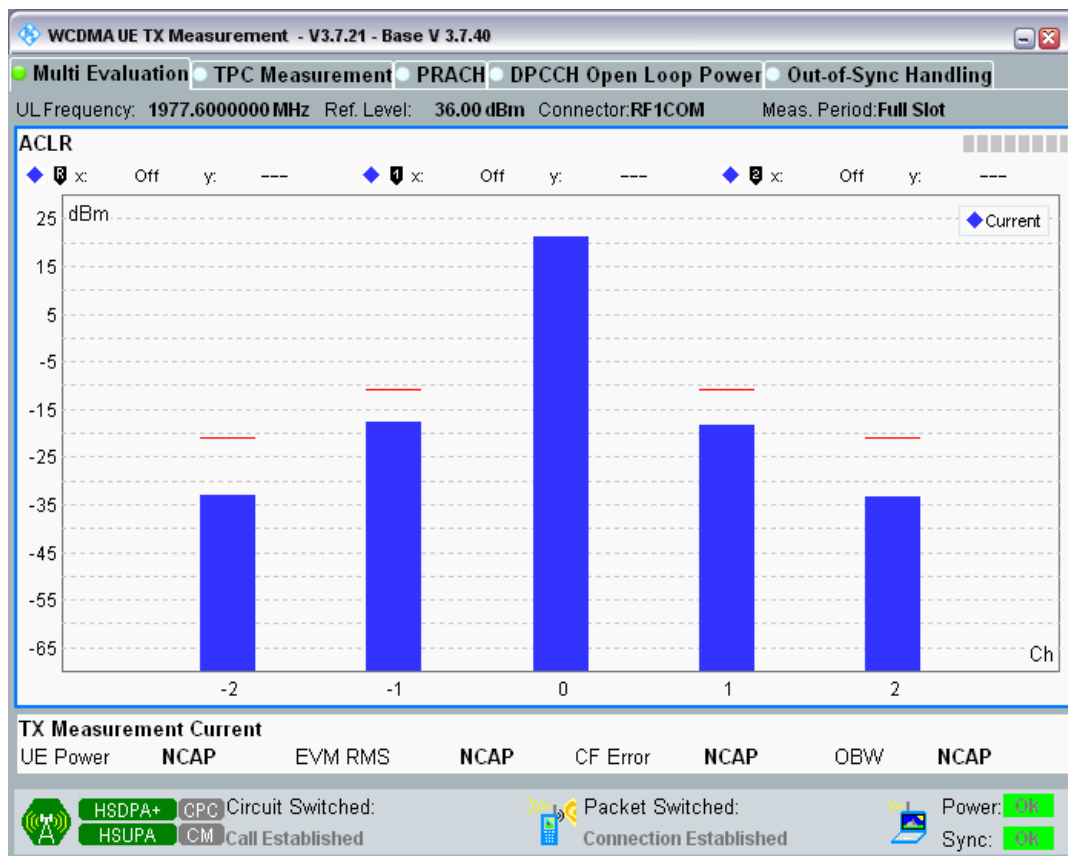 WCDMA UE TX Measurement - V3.7.21 - Base V 3.7.40
Multi Evaluation TPC Measurement PRACH DPCCH Open Loop Power Out-of-Sync Handling
UL Frequency: 1977.6000000 MHz Ref. Level: 36.00 dBm Connector:RF1COM Meas. Period:Full Slot
ACLR
R x: Off y: --- 1 x: Off y: --- 2 x: Off y: ---
dBm
Current
25
15
5
-5
-15
-25
-35
-45
-55
-65
Ch
-2 -1 0 1 2
TX Measurement Current
UE Power NCAP EVM RMS NCAP CF Error NCAP OBW NCAP
HSDPA+ CPC Circuit Switched: Packet Switched: Power: OK
HSUPA CM Call Established Connection Established Sync: OK